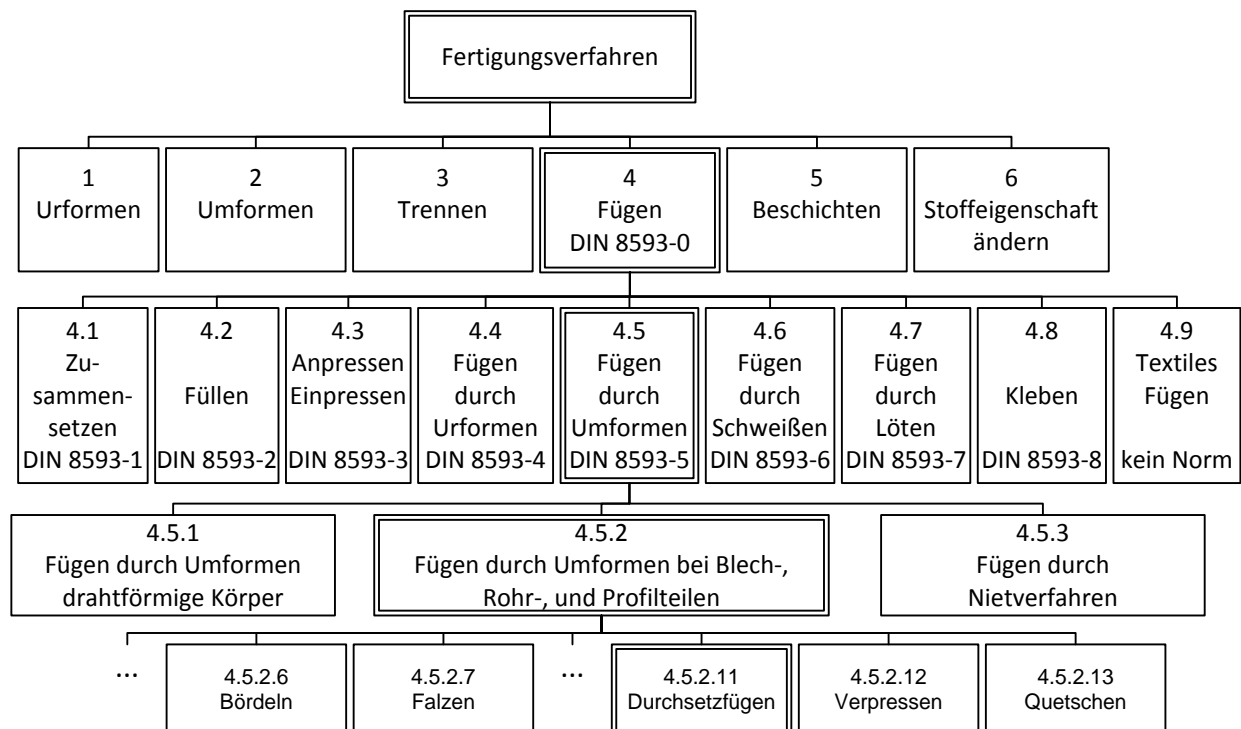 Fertigungsverfahren
1
Urformen
2
Umformen
3
Trennen
4
Fügen
DIN 8593-0
5
Beschichten
6
Stoffeigenschaft
ändern
4.1
Zu-
sammen-
setzen
DIN 8593-1
4.2
Füllen
DIN 8593-2
4.3
Anpressen
Einpressen
DIN 8593-3
4.4
Fügen
durch
Urformen
DIN 8593-4
4.5
Fügen
durch
Umformen
DIN 8593-5
4.6
Fügen
durch
Schweißen
DIN 8593-6
4.7
Fügen
durch
Löten
DIN 8593-7
4.8
Kleben
DIN 8593-8
4.9
Textiles
Fügen
kein Norm
4.5.1
Fügen durch Umformen
drahtförmige Körper
4.5.2
Fügen durch Umformen bei Blech-,
Rohr-, und Profilteilen
4.5.3
Fügen durch
Nietverfahren
...
4.5.2.6
Bördeln
4.5.2.7
Falzen
...
4.5.2.11
Durchsetzfügen
4.5.2.12
Verpressen
4.5.2.13
Quetschen